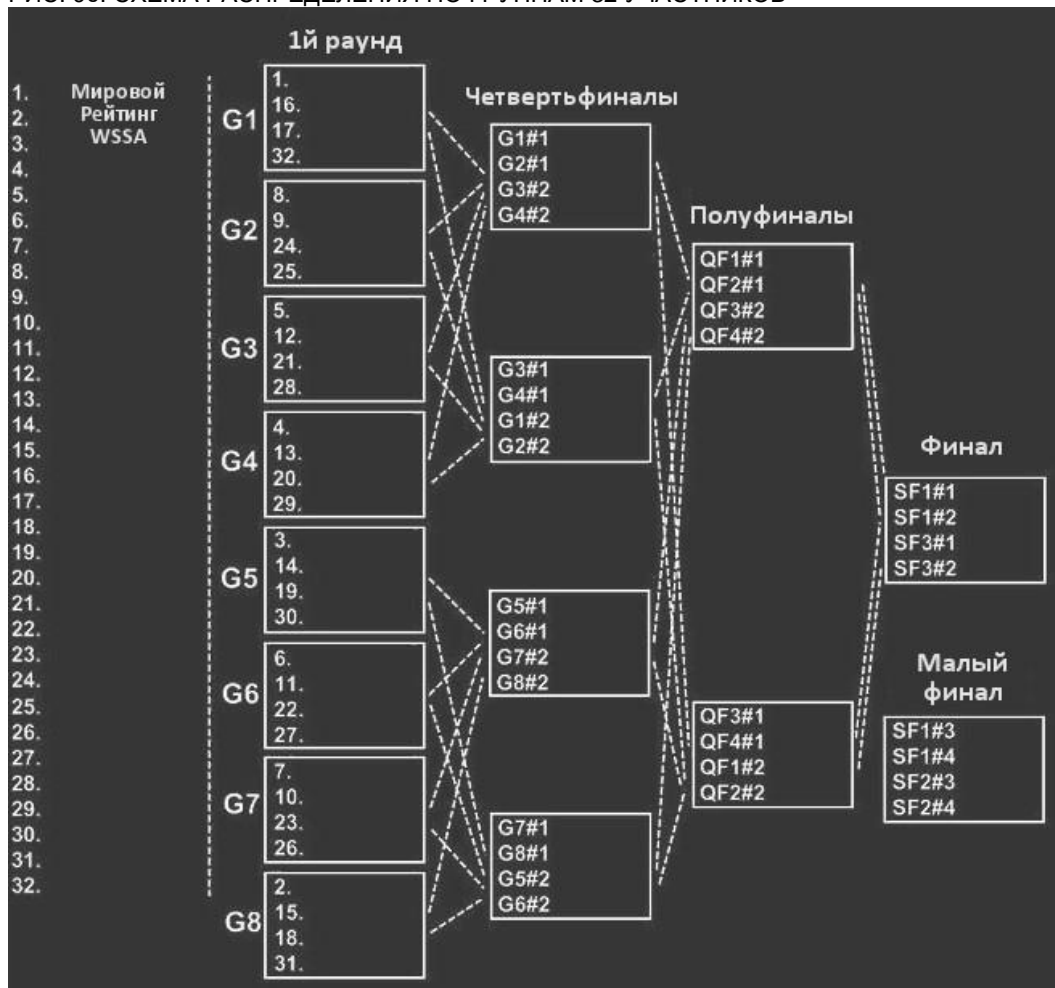 РИС. СХЕМА РАСПРЕДЕЛЕНИЯ ПО ГРУППАМ 32 УЧАСТНИКОВ
1.
2.
3.
4.
5.
6.
7.
8.
9.
10.
11.
12.
13.
14.
15.
16.
17.
18.
19.
20.
21.
22.
23.
24.
25.
26.
27.
28.
29.
30.
31.
32.
Мировой
Рейтинг
WSSA
1й раунд
G1
1.
16.
17.
32.
G2
8.
9.
24.
25.
G3
5.
12.
21.
28.
G4
4.
13.
20.
29.
G5
3.
14.
19.
30.
G6
6.
11.
22.
27.
G7
7.
10.
23.
26.
G8
2.
15.
18.
31.
Четвертьфиналы
G1#1
G2#1
G3#2
G4#2
G3#1
G4#1
G1#2
G2#2
G5#1
G6#1
G7#2
G8#2
G7#1
G8#1
G5#2
G6#2
Полуфиналы
QF1#1
QF2#1
QF3#2
QF4#2
QF3#1
QF4#1
QF1#2
QF2#2
Финал
SF1#1
SF1#2
SF3#1
SF3#2
Малый
финал
SF1#3
SF1#4
SF2#3
SF2#4